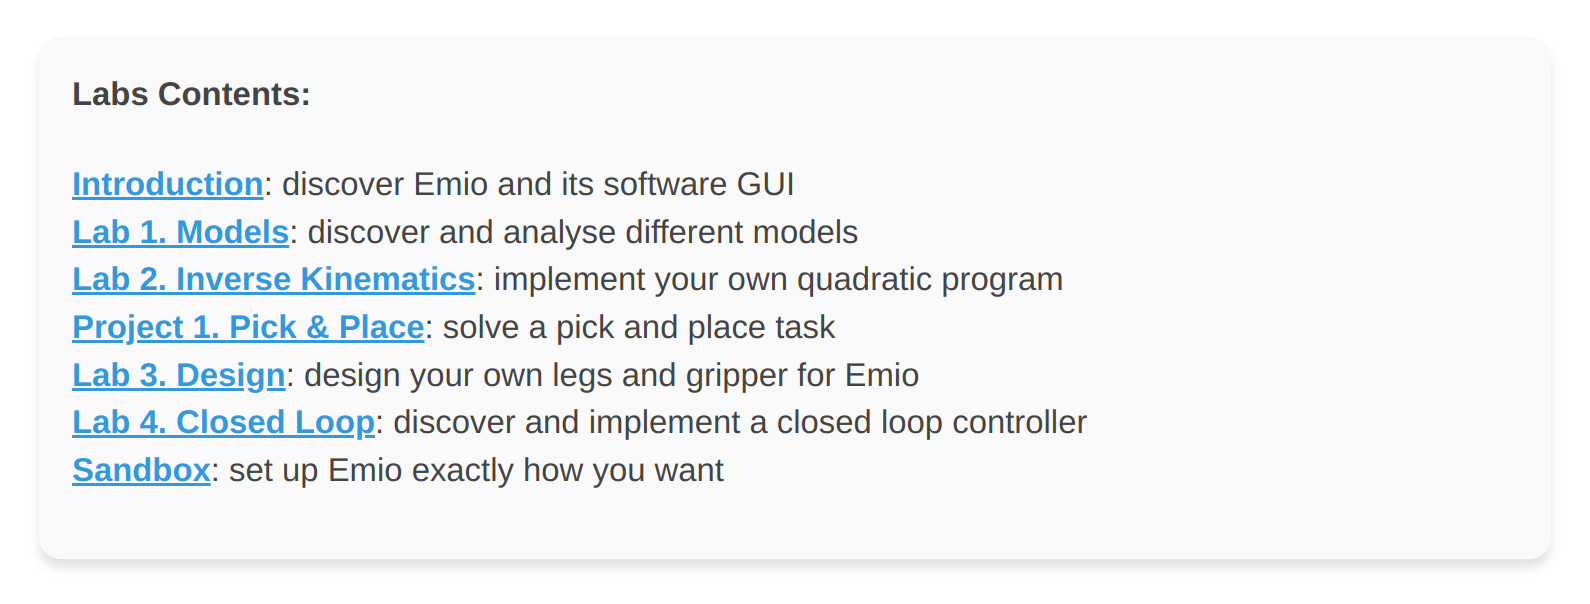 Labs Contents:
Introduction: discover Emio and its software GUI
Lab 1. Models: discover and analyse different models
Lab 2. Inverse Kinematics: implement your own quadratic program
Project 1. Pick & Place: solve a pick and place task
Lab 3. Design: design your own legs and gripper for Emio
Lab 4. Closed Loop: discover and implement a closed loop controller
Sandbox: set up Emio exactly how you want